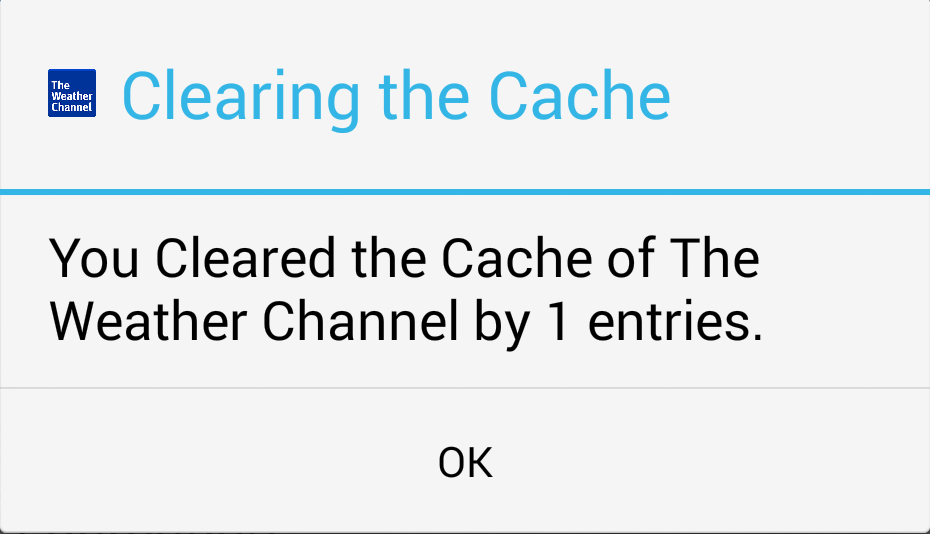 The
Weather
Channel
Clearing the Cache
You Cleared the Cache of The
Weather Channel by 1 entries.
OK